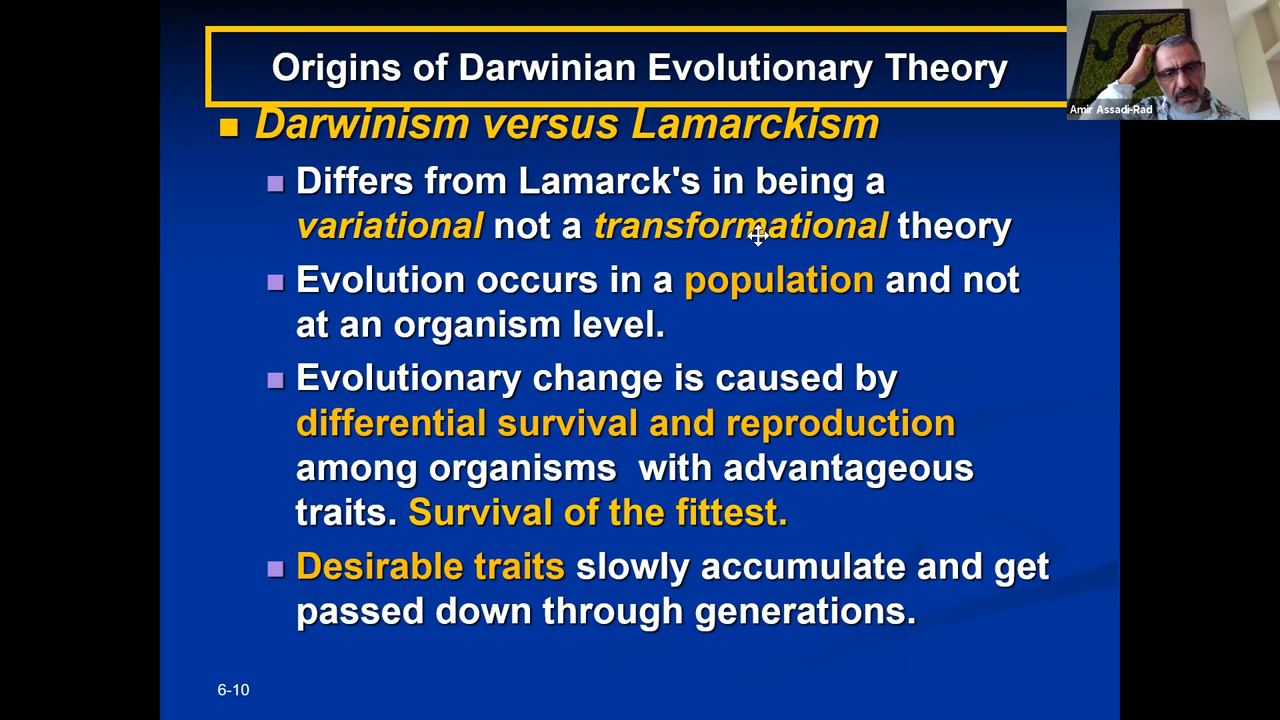 Origins of Darwinian Evolutionary Theory
Amir Assadi-Rad
Darwinism versus Lamarckism
Differs from Lamarck's in being a
variational not a transformational theory
Evolution occurs in a population and not
at an organism level.
Evolutionary change is caused by
differential survival and reproduction
among organisms  with advantageous
traits. Survival of the fittest.
Desirable traits slowly accumulate and get
passed down through generations.
6-10